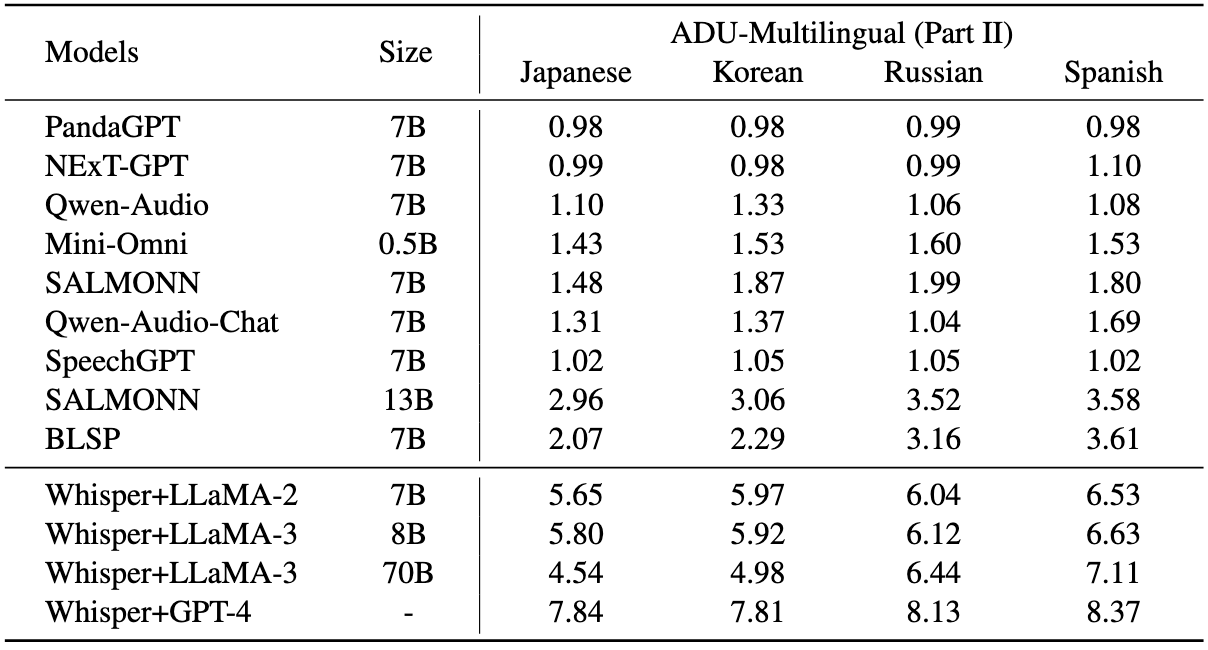 ADU-Multilingual (Part II)
Models Size Japanese Korean Russian Spanish
PandaGPT 7B 0.98 0.98 0.99 0.98
NExT-GPT 7B 0.99 0.98 0.99 1.10
Qwen-Audio 7B 1.10 1.33 1.06 1.08
Mini-Omni 0.5B 1.43 1.53 1.60 1.53
SALMONN 7B 1.48 1.87 1.99 1.80
Qwen-Audio-Chat 7B 1.31 1.37 1.04 1.69
SpeechGPT 7B 1.02 1.05 1.05 1.02
SALMONN 13B 2.96 3.06 3.52 3.58
BLSP 7B 2.07 2.29 3.16 3.61
Whisper+LLaMA-2 7B 5.65 5.97 6.04 6.53
Whisper+LLaMA-3 8B 5.80 5.92 6.12 6.63
Whisper+LLaMA-3 70B 4.54 4.98 6.44 7.11
Whisper+GPT-4 - 7.84 7.81 8.13 8.37